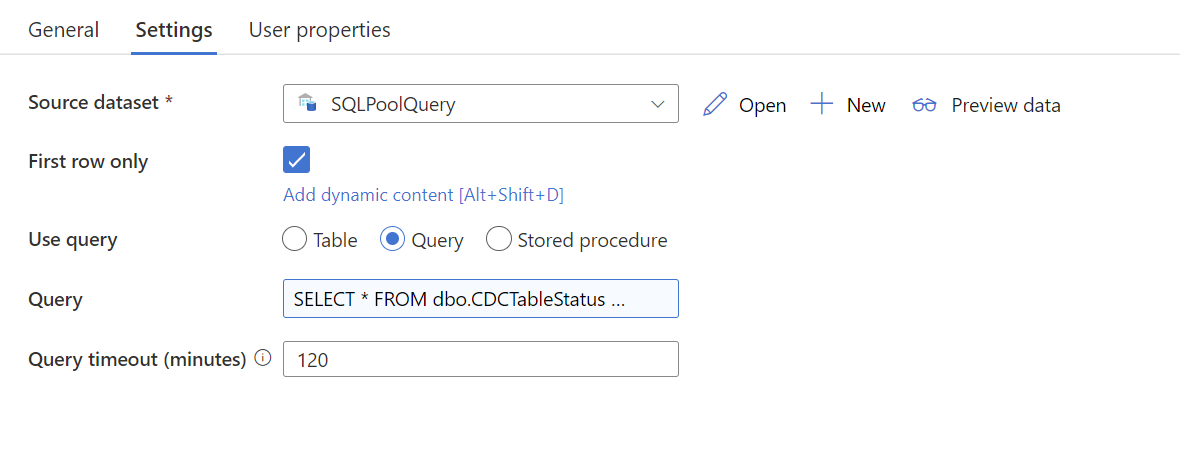 General Settings User properties
Source dataset * SQLPoolQuery Open New Preview data
First row only
Add dynamic content [Alt+Shift+D]
Use query Table Query Stored procedure
Query SELECT * FROM dbo.CDCTableStatus ...
Query timeout (minutes) 120